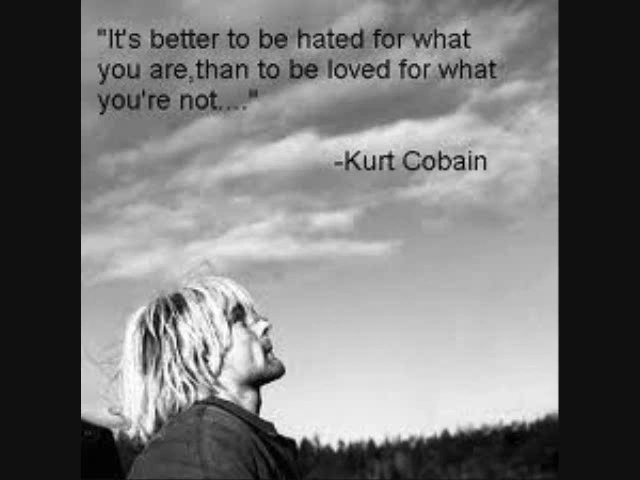 "It's better to be hated for what
you are,than to be loved for what
you're not...."
-Kurt Cobain